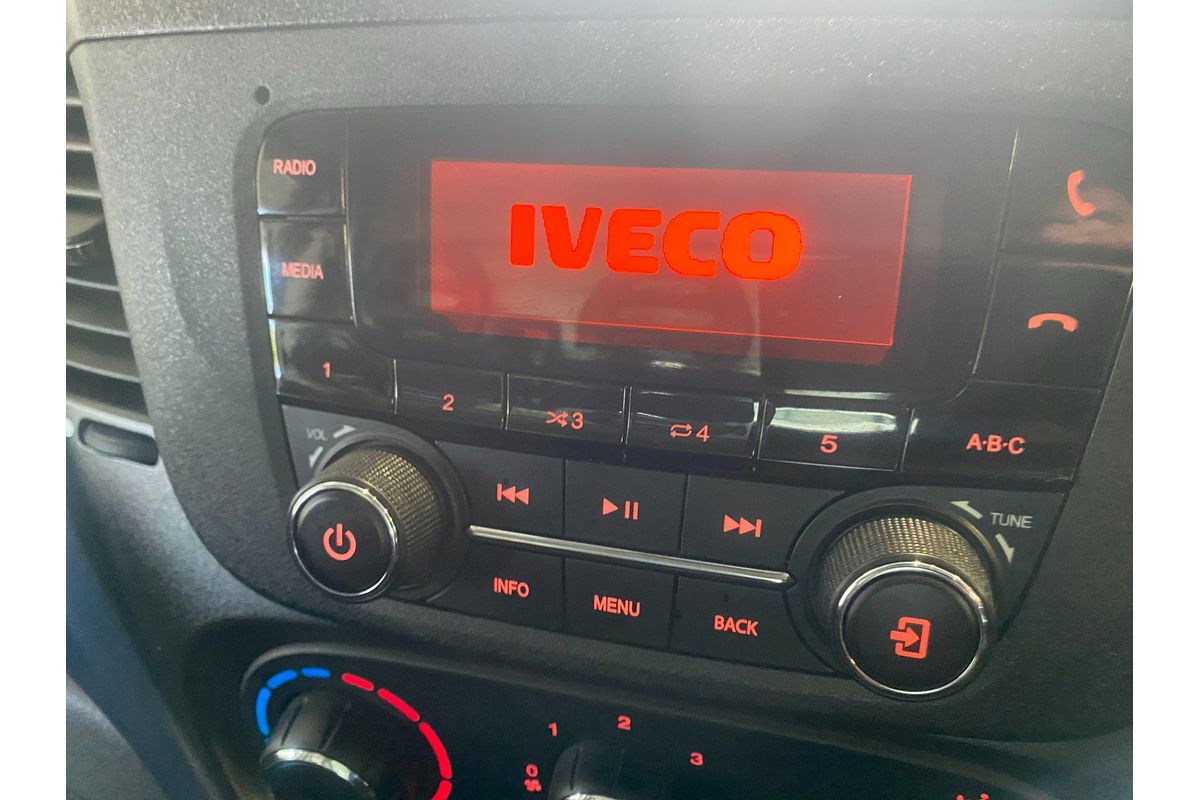 RADIO
IVECO
MEDIA
1
2
3
4
5
A·B·C
VOL
TUNE
INFO
MENU
BACK
1
2
3
0